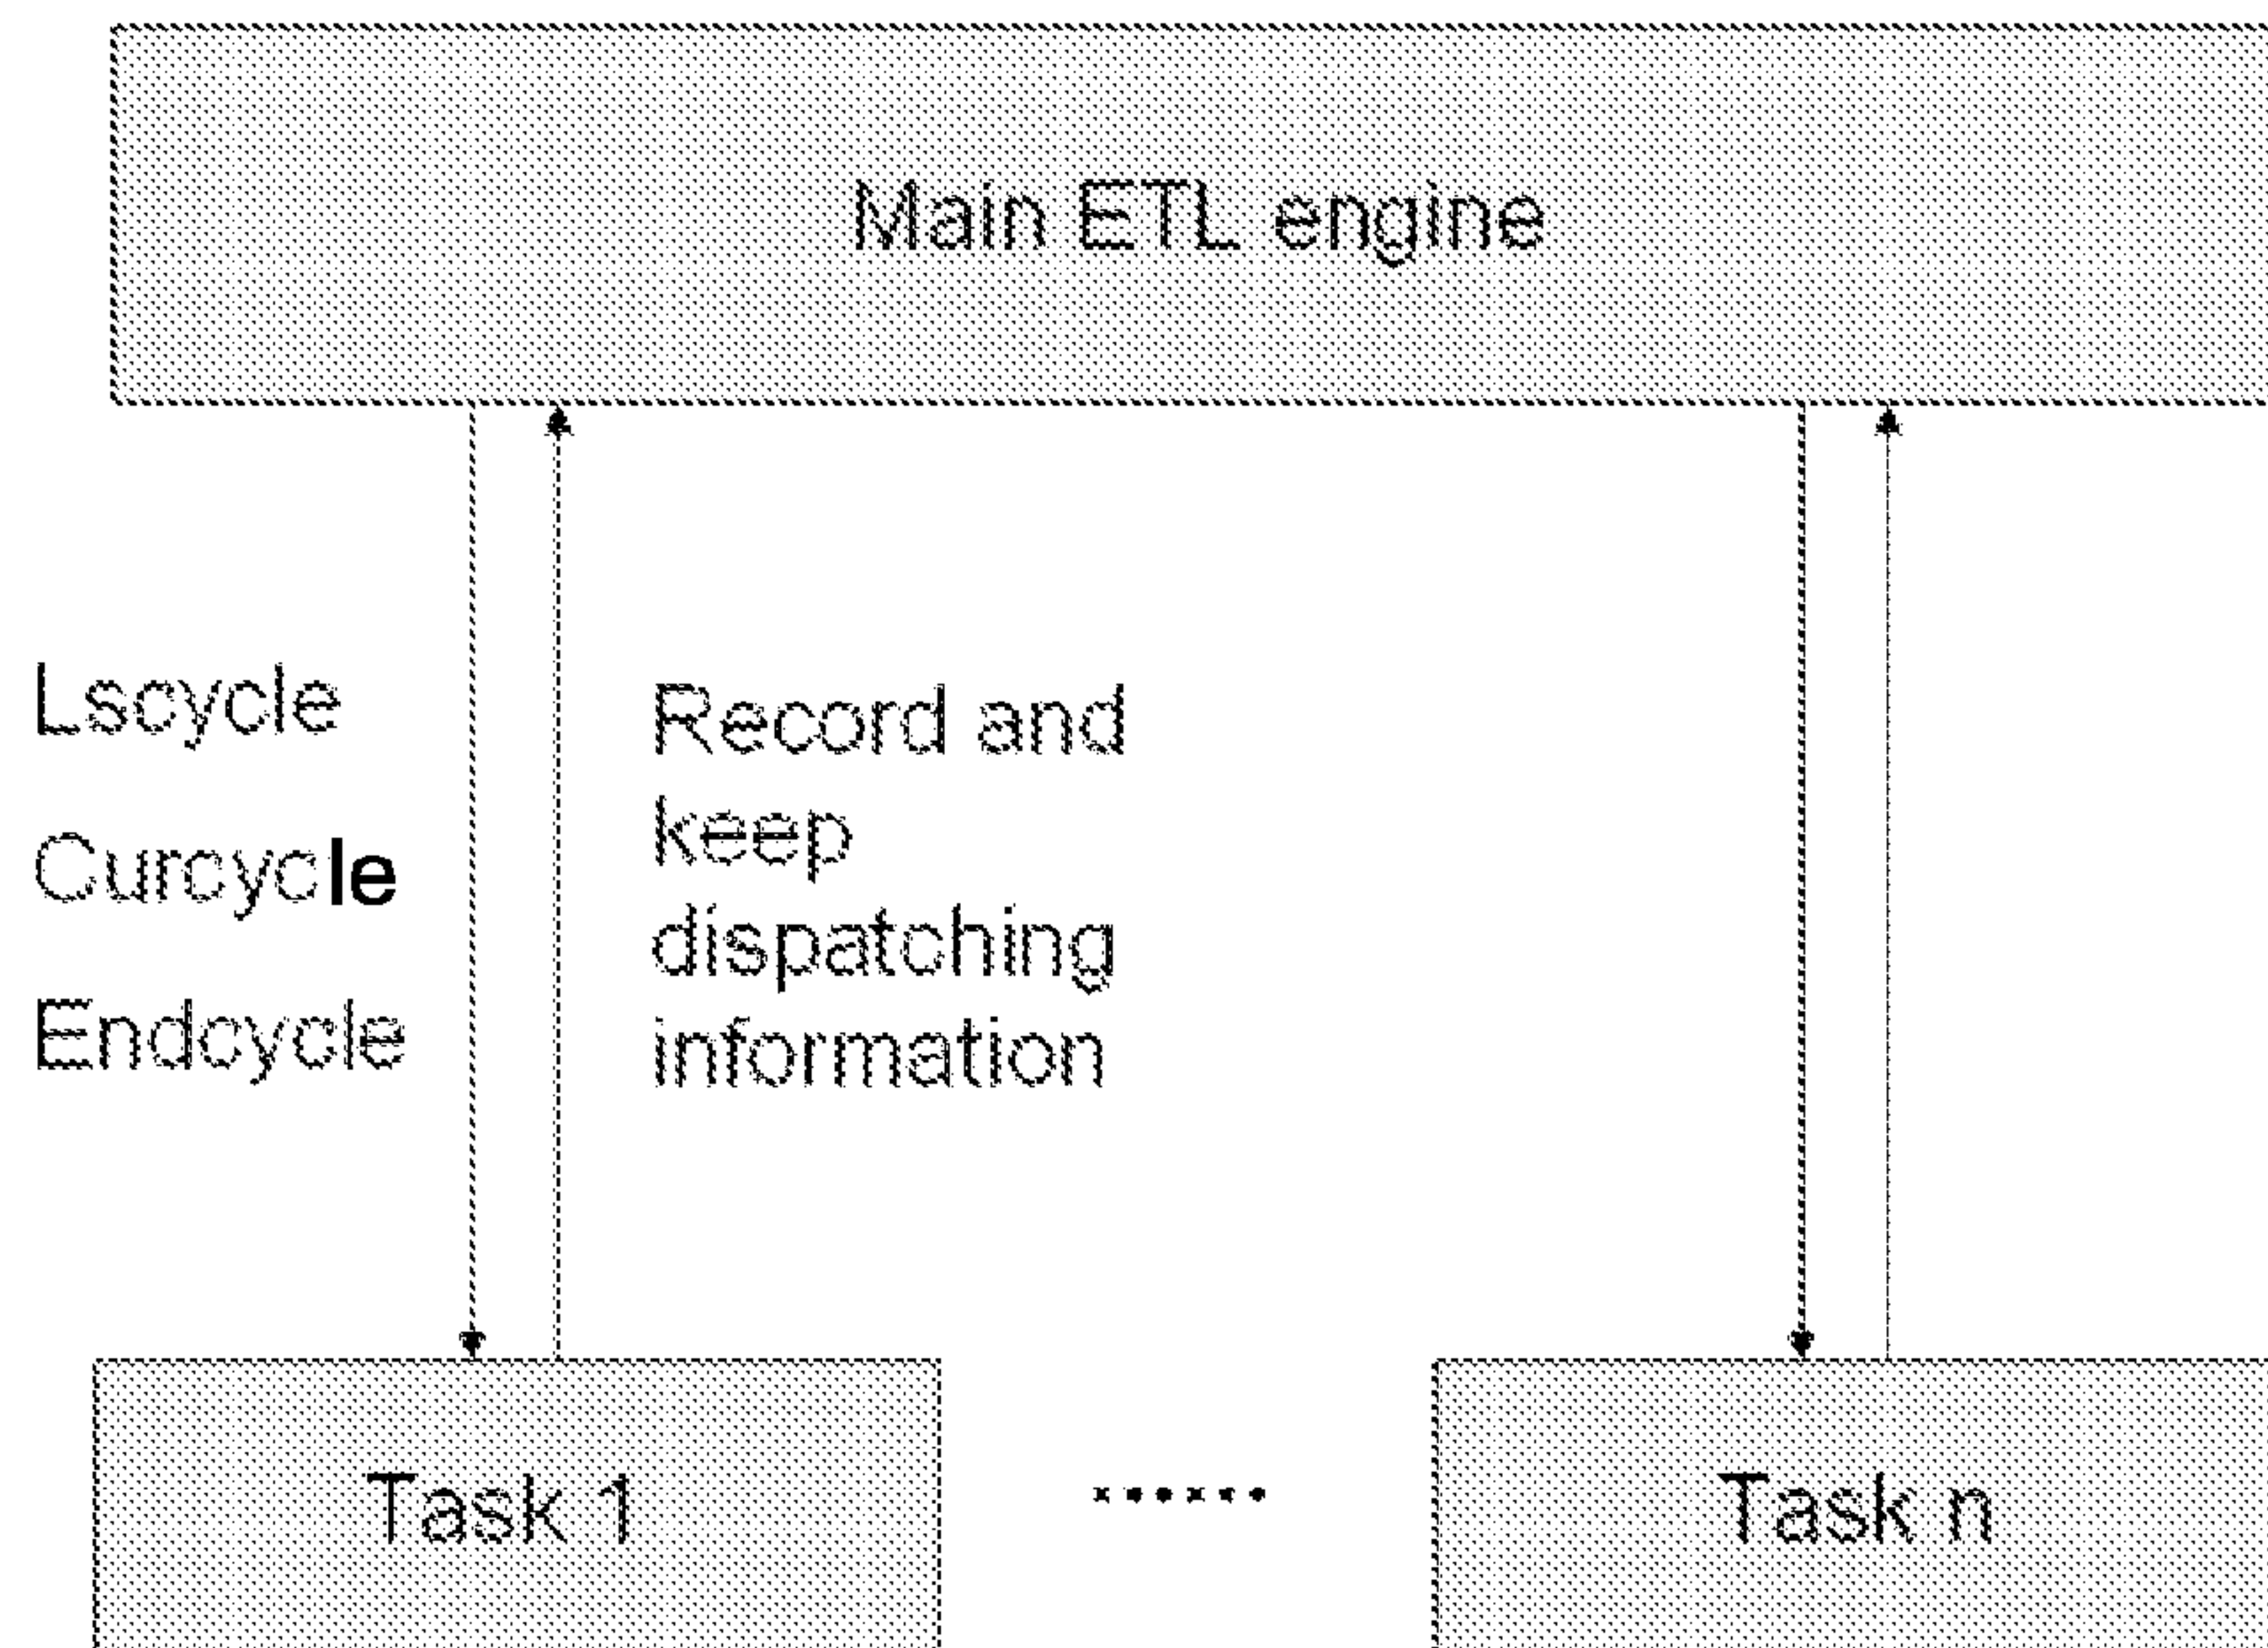 Main ETL engine
Lscycle
Curcycle
Endcycle
Record and
keep
dispatching
information
Task 1
......
Task n